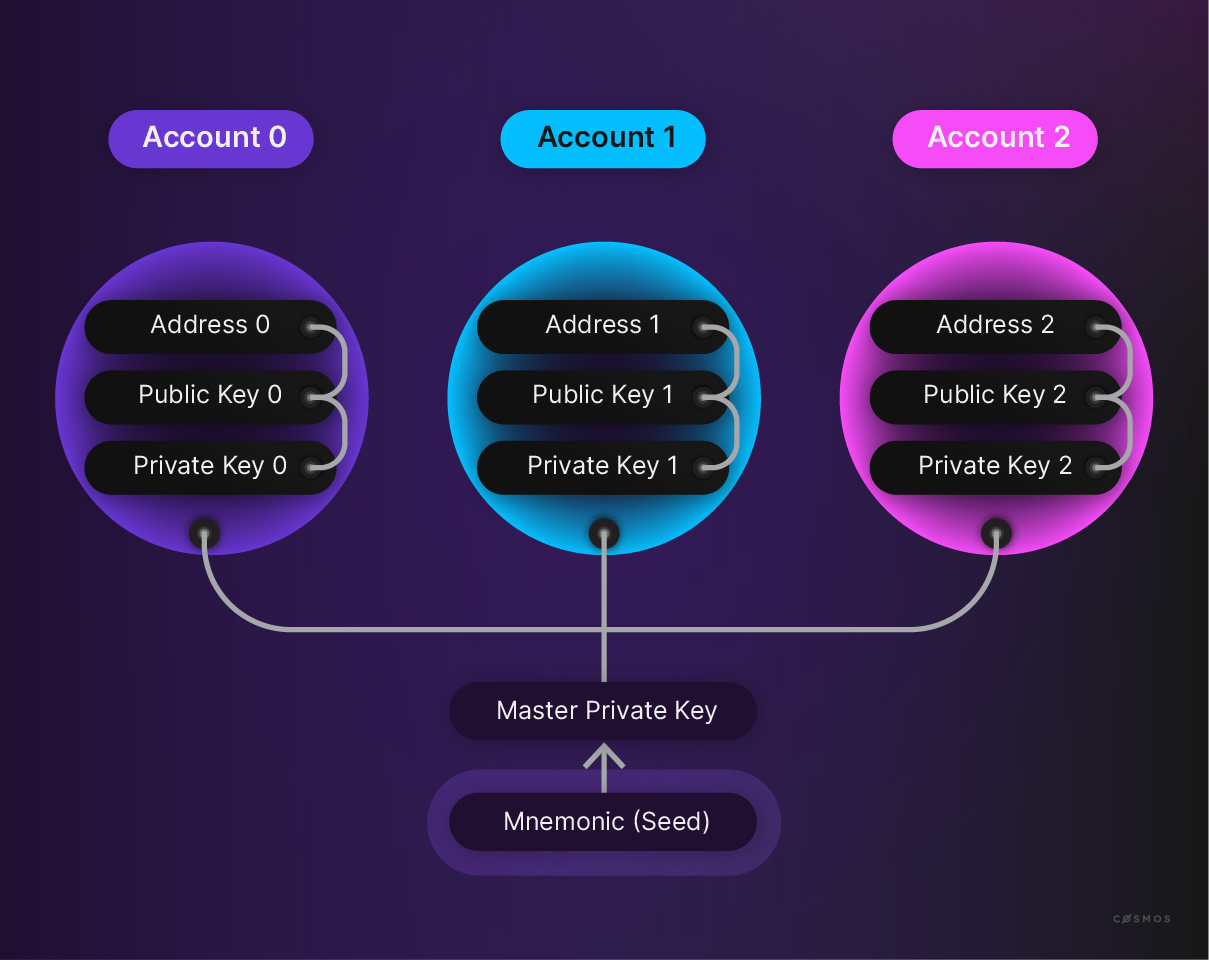 Account 0
Account 1
Account 2
Address 0
Public Key 0
Private Key 0
Address 1
Public Key 1
Private Key 1
Address 2
Public Key 2
Private Key 2
Master Private Key
Mnemonic (Seed)
CØSMOS